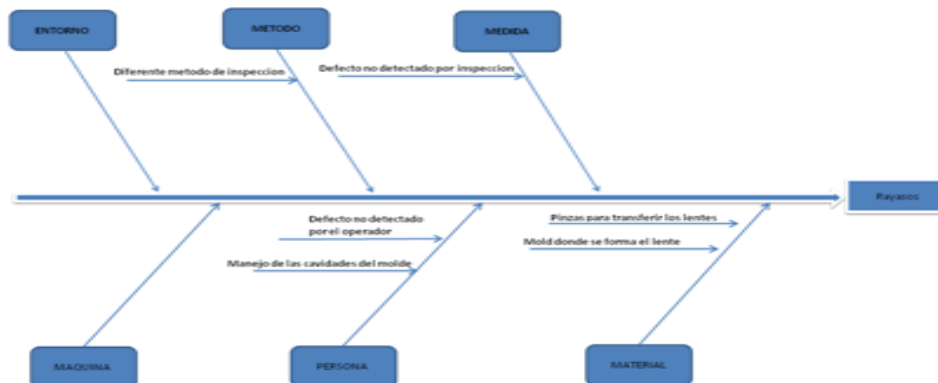 ENTORNO
METODO
MEDIDA
Diferente metodo de inspeccion
Defecto no detectado por inspeccion
Rayados
Defecto no detectado
por el operador
Manejo de las cavidades del molde
Pinzas para transferir los lentes
Mold donde se forma el lente
MAQUINA
PERSONA
MATERIAL